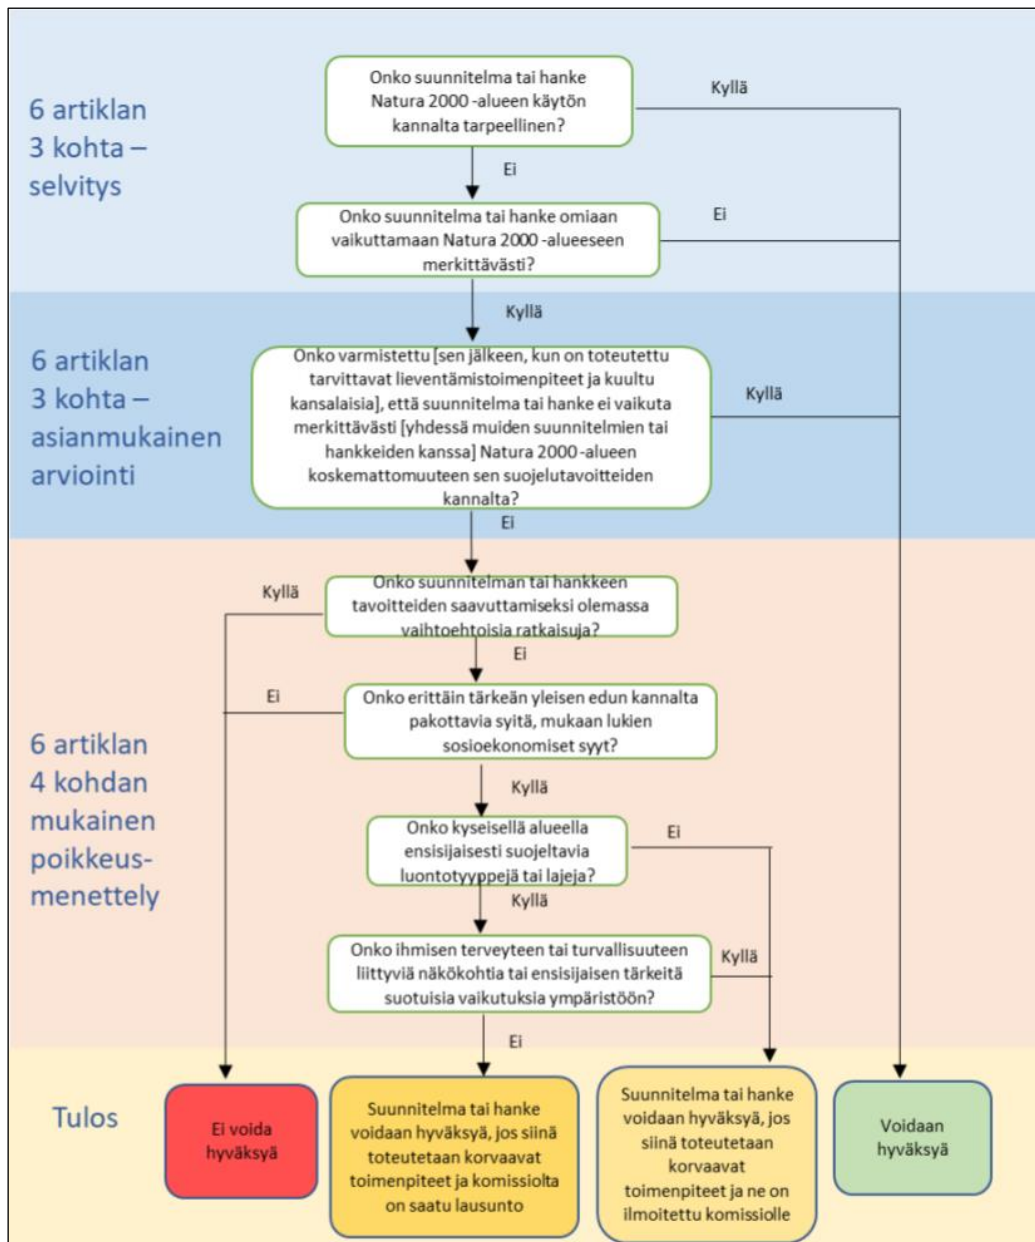 6 artiklan
3 kohta –
selvitys
Onko suunnitelma tai hanke
Natura 2000 -alueen käytön
kannalta tarpeellinen?
Kyllä
Ei
Onko suunnitelma tai hanke omiaan
vaikuttamaan Natura 2000 -alueeseen
merkittävästi?
Ei
Kyllä
6 artiklan
3 kohta –
asianmukainen
arviointi
Onko varmistettu [sen jälkeen, kun on toteutettu
tarvittavat lieventämistoimenpiteet ja kuultu
kansalaisia], että suunnitelma tai hanke ei vaikuta
merkittävästi [yhdessä muiden suunnitelmien tai
hankkeiden kanssa] Natura 2000 -alueen
koskemattomuuteen sen suojelutavoitteiden
kannalta?
Kyllä
Ei
6 artiklan
4 kohdan
mukainen
poikkeus-
menettely
Onko suunnitelman tai hankkeen
tavoitteiden saavuttamiseksi olemassa
vaihtoehtoisia ratkaisuja?
Kyllä
Ei
Onko erittäin tärkeän yleisen edun kannalta
pakottavia syitä, mukaan lukien
sosioekonomiset syyt?
Ei
Kyllä
Onko kyseisellä alueella
ensisijaisesti suojeltavia
luontotyyppejä tai lajeja?
Ei
Kyllä
Onko ihmisen terveyteen tai turvallisuuteen
liittyviä näkökohtia tai ensisijaisen tärkeitä
suotuisia vaikutuksia ympäristöön?
Kyllä
Ei
Tulos
Ei voida
hyväksyä
Suunnitelma tai hanke
voidaan hyväksyä, jos siinä
toteutetaan korvaavat
toimenpiteet ja komissiolta
on saatu lausunto
Suunnitelma tai hanke
voidaan hyväksyä, jos
siinä toteutetaan
korvaavat
toimenpiteet ja ne on
ilmoitettu komissiolle
Voidaan
hyväksyä